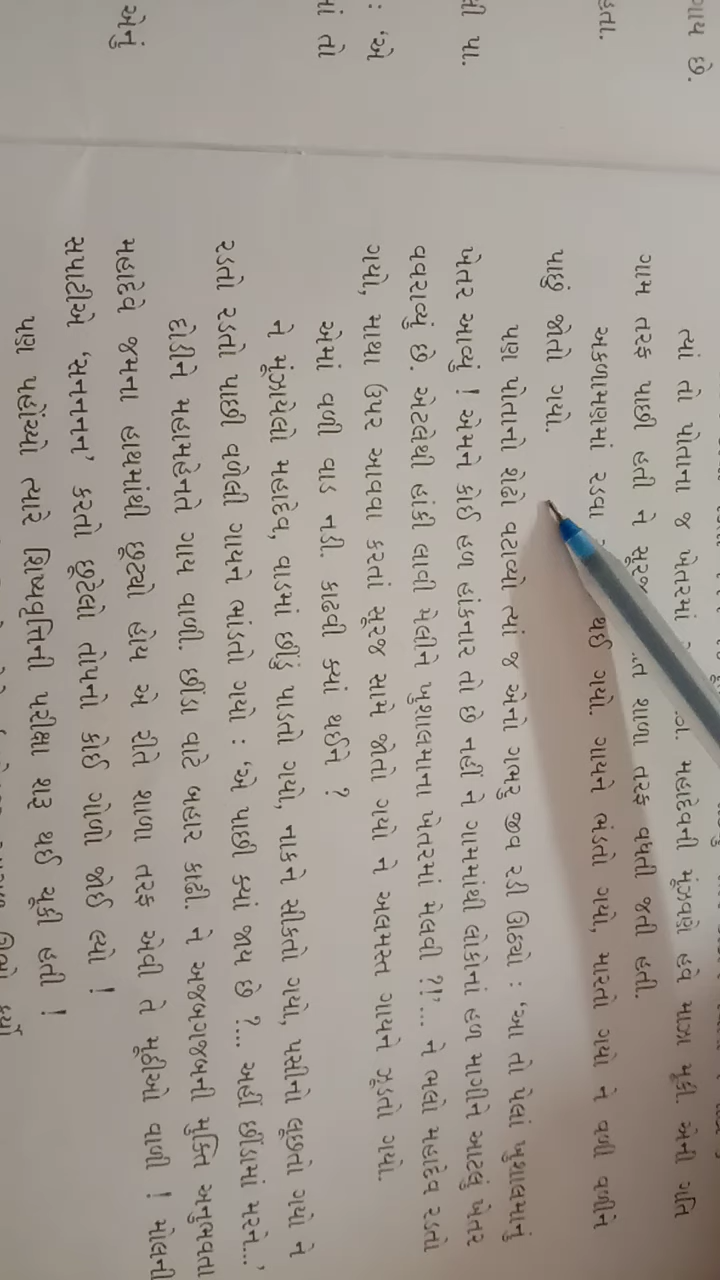 ગાય છે.
હતા.
સી પા.
: 'એ
માં તો
એનું
ત્યાં તો પોતાના જ ખેતરમાં મહાદેવની મૂંઝવણે હવે માઝા મૂકી. એની ગતિ
ગામ તરફ પાછી હતી ને સૂરજ શાળા તરફ વધતી જતી હતી.
અકળામણમાં રડવા થઈ ગયો. ગાયને ભંડતો ગયો, મારતો ગયો ને વળી વળીને
પાછું જોતો ગયો.
પણ પોતાનો શેઢો વટાવ્યો ત્યાં જ એનો ગભરુ જીવ રડી ઊઠ્યો : 'આ તો પેલાં ખુશાલમાનું
ખેતર આવ્યું ! એમને કોઈ હળ હાંકનાર તો છે નહીં ને ગામમાંથી લોકોનાં હળ માગીને આટલું ખેતર
વવરાવ્યું છે. એટલેથી હાંકી લાવી મેલીને ખુશાલમાના ખેતરમાં મેલવી ?!'... ને ભલો મહાદેવ રડતો
ગયો, માથા ઉપર આવવા કરતાં સૂરજ સામે જોતો ગયો ને અલમસ્ત ગાયને ઝૂડતો ગયો.
એમાં વળી વાડ નડી. કાઢવી ક્યાં થઈને ?
ને મૂંઝાયેલો મહાદેવ, વાડમાં છીંડું પાડતો ગયો, નાકને સીકતો ગયો, પસીનો લૂછતો ગયો ને
રડતો રડતો પાછી વળેલી ગાયને ભાંડતો ગયો : 'એ પાછી ક્યાં જાય છે ?... અહીં છીંડામાં મરને...'
દોડીને મહામહેનતે ગાય વાળી. છીંડા વાટે બહાર કાઢી. ને અજબગજબની મુક્તિ અનુભવતા
મહાદેવે જમના હાથમાંથી છૂટ્યો હોય એ રીતે શાળા તરફ એવી તે મૂઠીઓ વાળી ! મોલની
સપાટીએ 'સનનનન' કરતો છૂટેલો તોપનો કોઈ ગોળો જોઈ લ્યો !
પણ પહોંચ્યો ત્યારે શિષ્યવૃત્તિની પરીક્ષા શરૂ થઈ ચૂકી હતી !